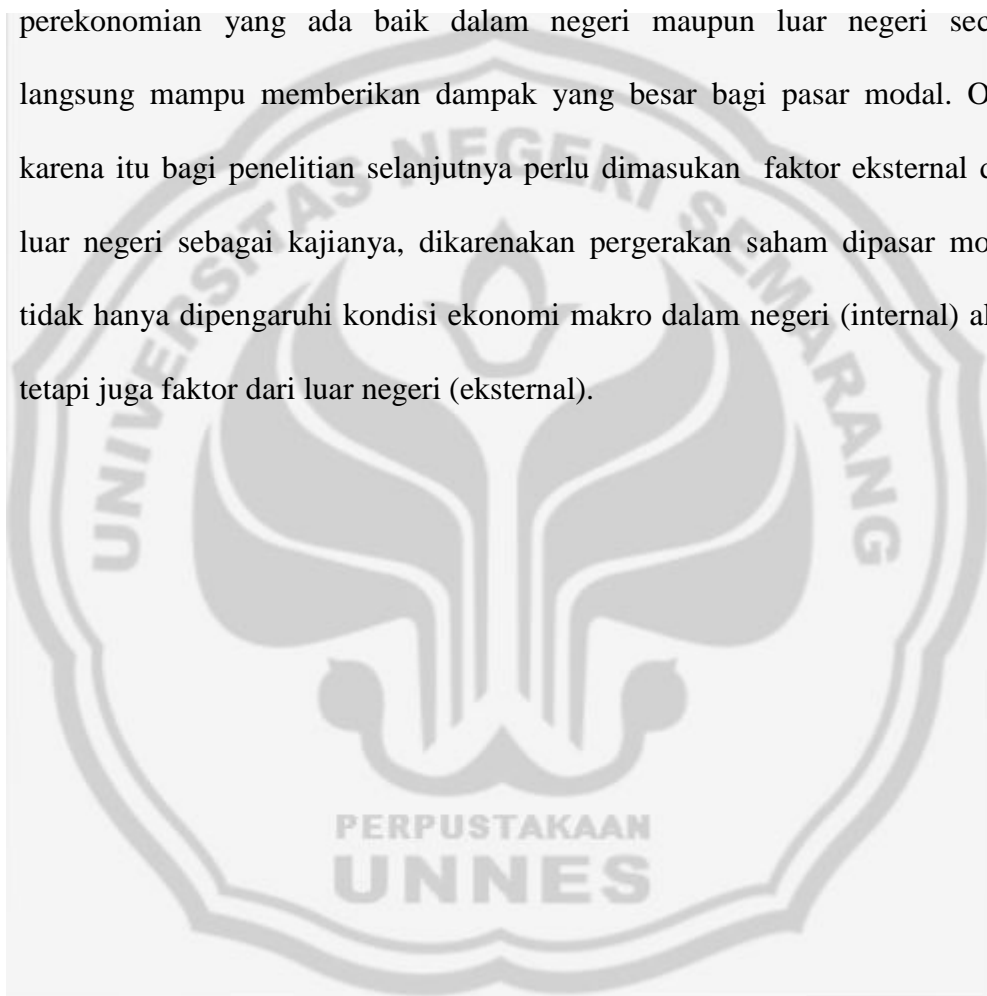 perekonomian yang ada baik dalam negeri maupun luar negeri sec
langsung mampu memberikan dampak yang besar bagi pasar modal. O
karena itu bagi penelitian selanjutnya perlu dimasukan faktor eksternal d
luar negeri sebagai kajianya, dikarenakan pergerakan saham dipasar mo
tidak hanya dipengaruhi kondisi ekonomi makro dalam negeri (internal) a
tetapi juga faktor dari luar negeri (eksternal).
UNIVERSITAS NEGERI SEMARANG
PERPUSTAKAAN
UNNES